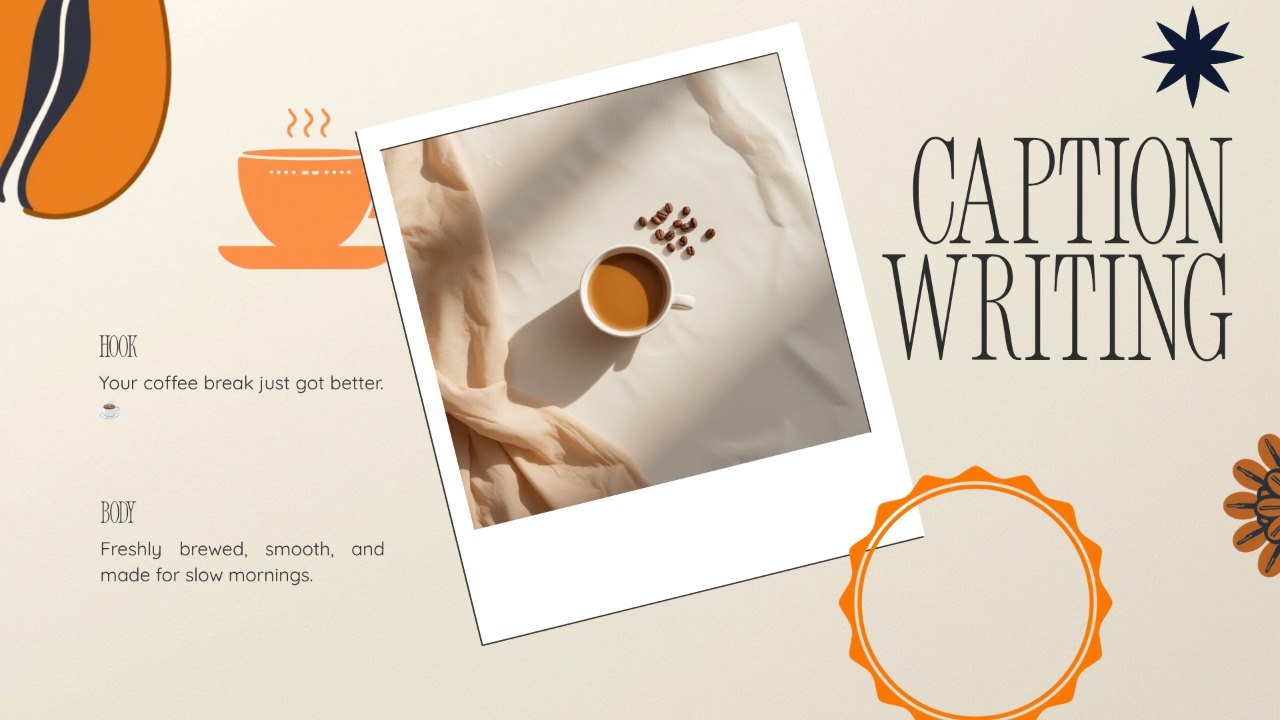 CAPTION
WRITING
HOOK
Your coffee break just got better.
☕
BODY
Freshly brewed, smooth, and
made for slow mornings.